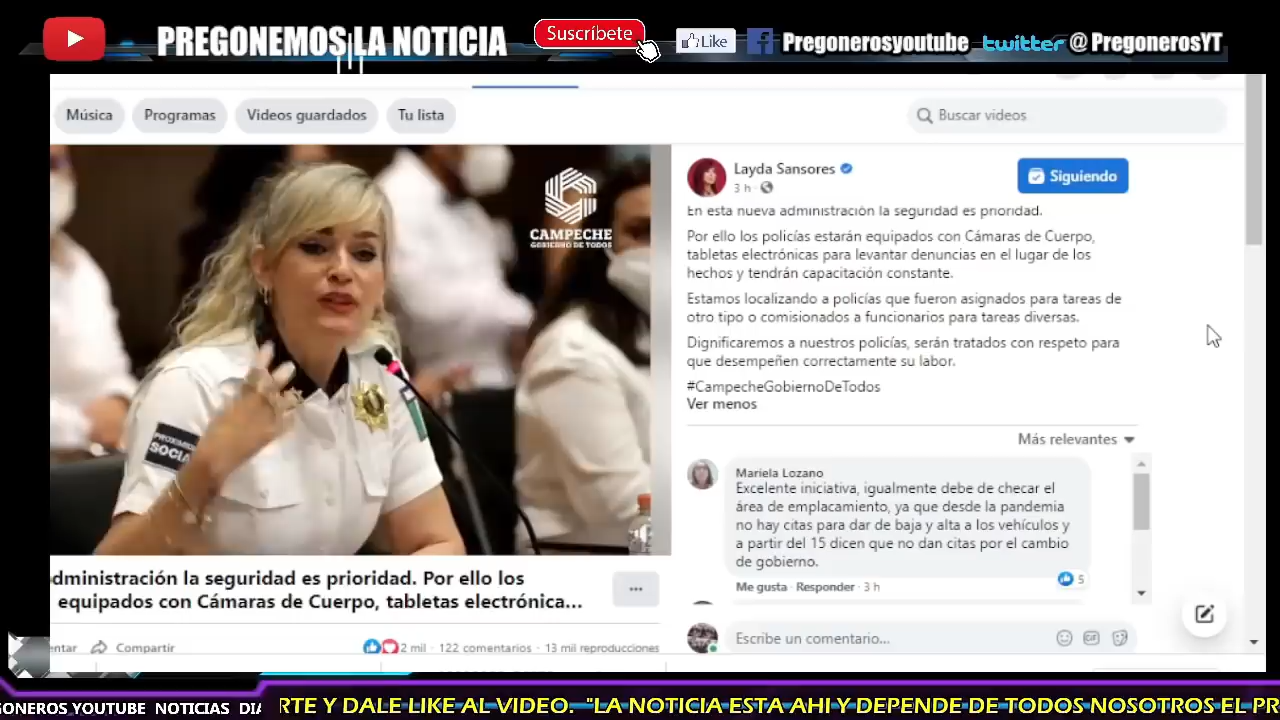 PREGONEMOS LA NOTICIA
Suscríbete
Like
Pregonerosyoutube
twitter @PregonerosYT
Música
Programas
Videos guardados
Tu lista
Buscar videos
CAMPECHE
GOBIERNO DE TODOS
PROXIMID
SOCIA
Layda Sansores
3 h
Siguiendo
En esta nueva administración la seguridad es prioridad.
Por ello los policías estarán equipados con Cámaras de Cuerpo,
tabletas electrónicas para levantar denuncias en el lugar de los
hechos y tendrán capacitación constante.
Estamos localizando a policías que fueron asignados para tareas de
otro tipo o comisionados a funcionarios para tareas diversas.
Dignificaremos a nuestros policías, serán tratados con respeto para
que desempeñen correctamente su labor.
#CampecheGobiernoDeTodos
Ver menos
Más relevantes
Mariela Lozano
Excelente iniciativa, igualmente debe de checar el
área de emplacamiento, ya que desde la pandemia
no hay citas para dar de baja y alta a los vehículos y
a partir del 15 dicen que no dan citas por el cambio
de gobierno.
Me gusta · Responder · 3 h
5
Escribe un comentario...
GIF
dministración la seguridad es prioridad. Por ello los
equipados con Cámaras de Cuerpo, tabletas electrónica...
...
entar
Compartir
2 mil · 122 comentarios · 13 mil reproducciones
GONEROS YOUTUBE NOTICIAS DIA
RTE Y DALE LIKE AL VIDEO. "LA NOTICIA ESTA AHI Y DEPENDE DE TODOS NOSOTROS EL PR